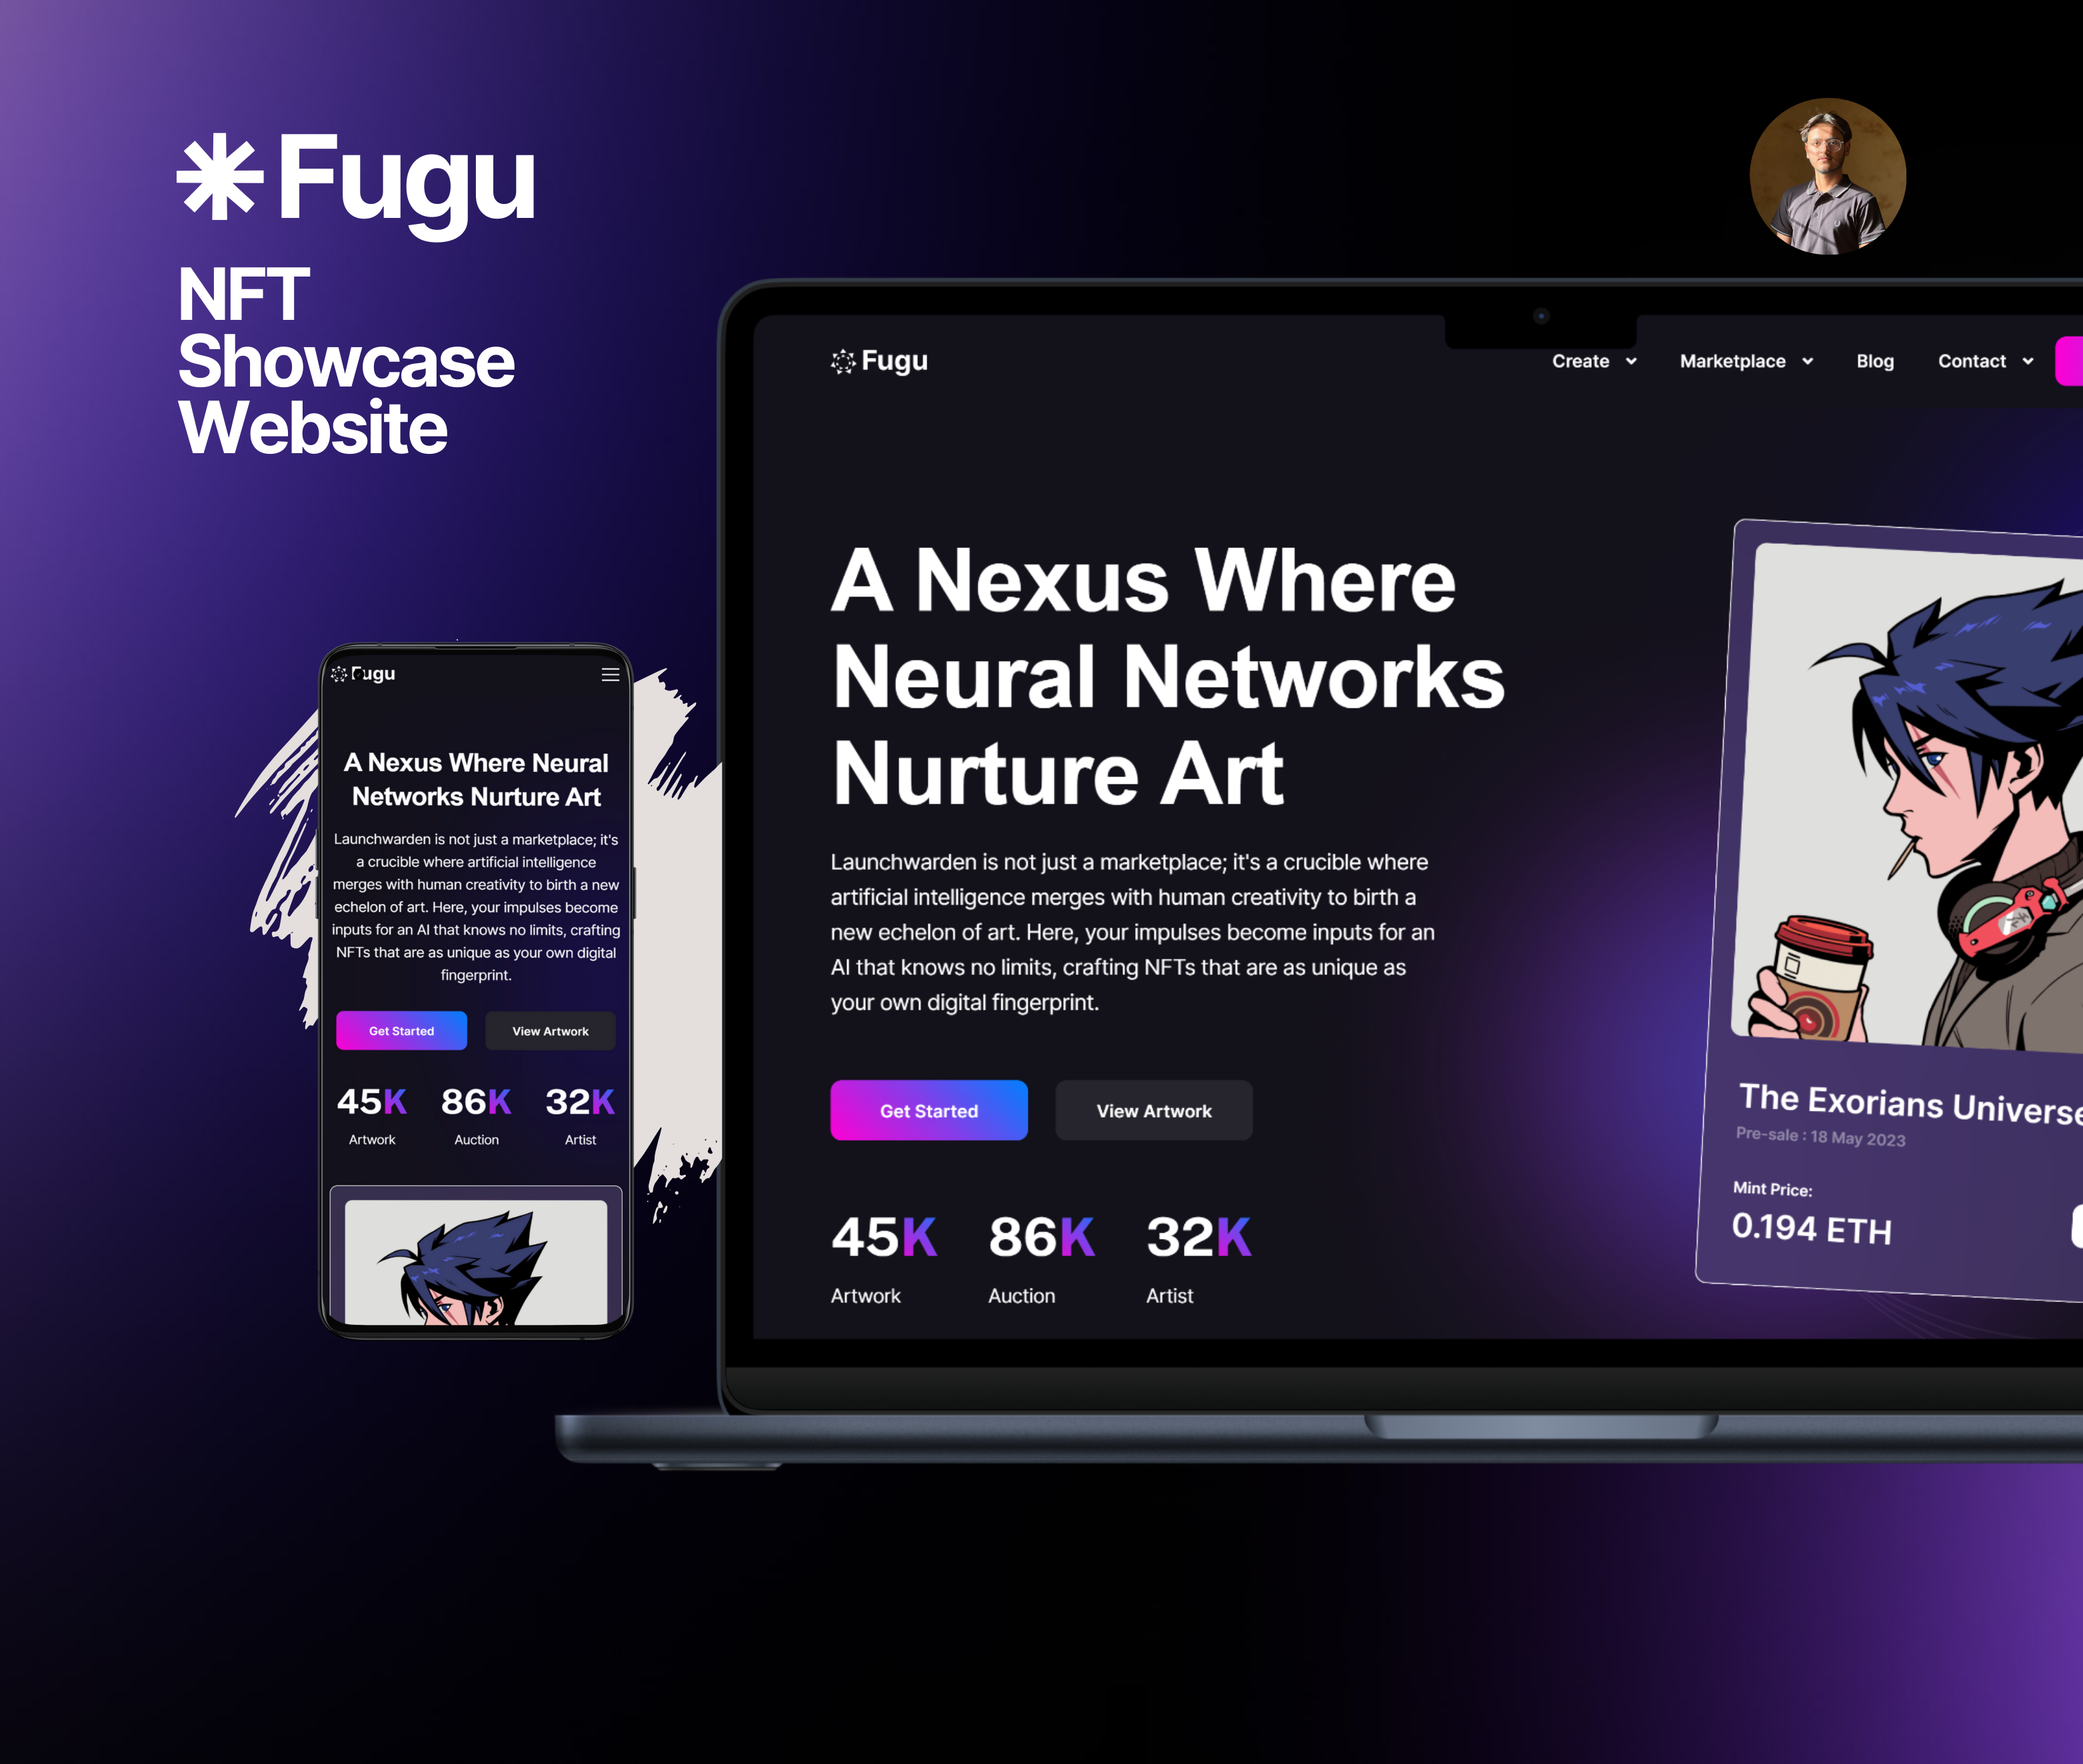 Fugu
NFT
Showcase
Website
Fugu
Create
Marketplace
Blog
Contact
A Nexus Where
Neural Networks
Nurture Art
Launchwarden is not just a marketplace; it's a crucible where
artificial intelligence merges with human creativity to birth a
new echelon of art. Here, your impulses become inputs for an
AI that knows no limits, crafting NFTs that are as unique as
your own digital fingerprint.
Get Started
View Artwork
45K
86K
32K
Artwork
Auction
Artist
The Exorians Universe
Pre-sale : 18 May 2023
Mint Price:
0.194 ETH
Fugu
A Nexus Where Neural
Networks Nurture Art
Launchwarden is not just a marketplace; it's
a crucible where artificial intelligence
merges with human creativity to birth a new
echelon of art. Here, your impulses become
inputs for an AI that knows no limits, crafting
NFTs that are as unique as your own digital
fingerprint.
Get Started
View Artwork
45K
86K
32K
Artwork
Auction
Artist